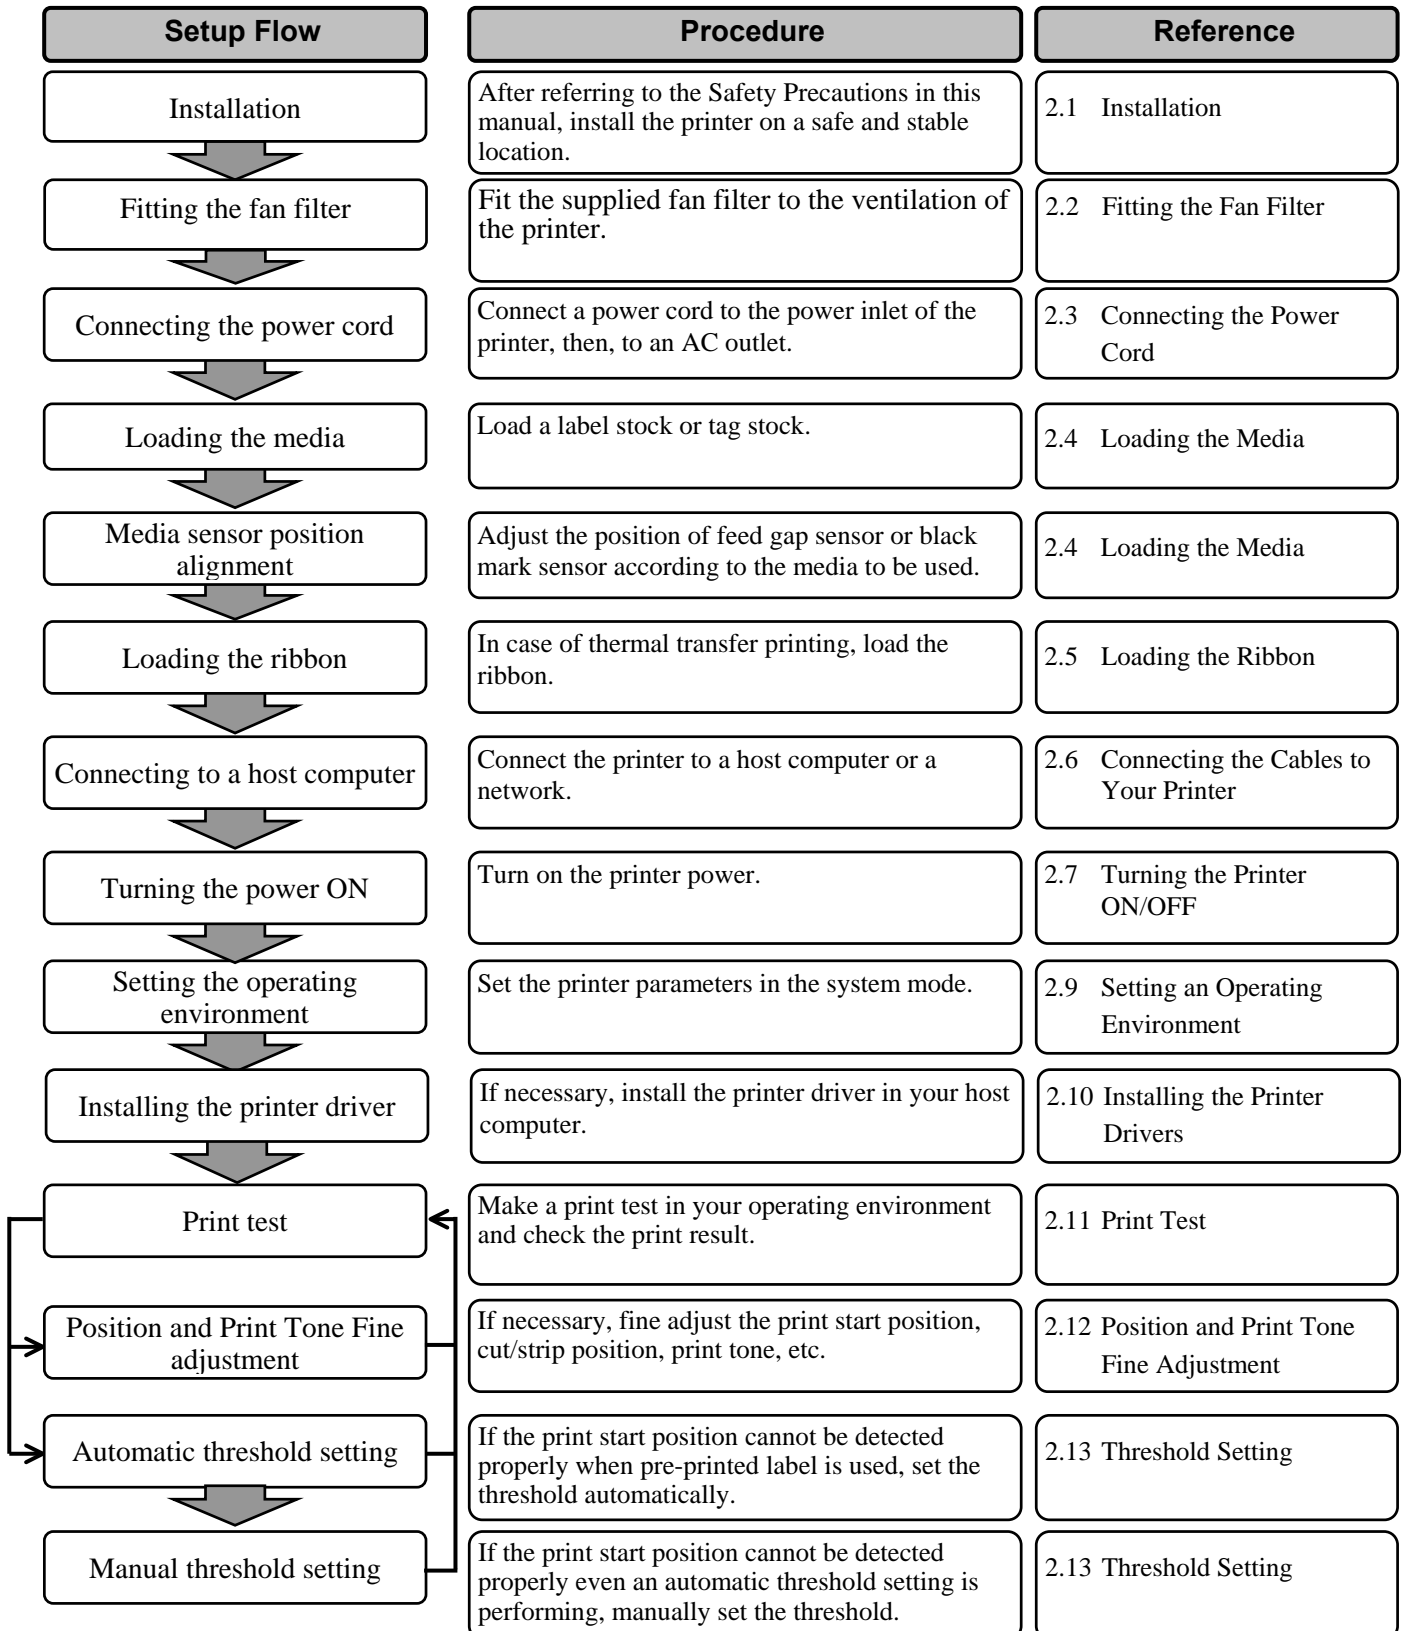 Setup Flow
Procedure
Reference
Installation
After referring to the Safety Precautions in this
manual, install the printer on a safe and stable
location.
2.1 Installation
Fitting the fan filter
Fit the supplied fan filter to the ventilation of
the printer.
2.2 Fitting the Fan Filter
Connecting the power cord
Connect a power cord to the power inlet of the
printer, then, to an AC outlet.
2.3 Connecting the Power
Cord
Loading the media
Load a label stock or tag stock.
2.4 Loading the Media
Media sensor position
alignment
Adjust the position of feed gap sensor or black
mark sensor according to the media to be used.
2.4 Loading the Media
Loading the ribbon
In case of thermal transfer printing, load the
ribbon.
2.5 Loading the Ribbon
Connecting to a host computer
Connect the printer to a host computer or a
network.
2.6 Connecting the Cables to
Your Printer
Turning the power ON
Turn on the printer power.
2.7 Turning the Printer
ON/OFF
Setting the operating
environment
Set the printer parameters in the system mode.
2.9 Setting an Operating
Environment
Installing the printer driver
If necessary, install the printer driver in your host
computer.
2.10 Installing the Printer
Drivers
Print test
Make a print test in your operating environment
and check the print result.
2.11 Print Test
Position and Print Tone Fine
adjustment
If necessary, fine adjust the print start position,
cut/strip position, print tone, etc.
2.12 Position and Print Tone
Fine Adjustment
Automatic threshold setting
If the print start position cannot be detected
properly when pre-printed label is used, set the
threshold automatically.
2.13 Threshold Setting
Manual threshold setting
If the print start position cannot be detected
properly even an automatic threshold setting is
performing, manually set the threshold.
2.13 Threshold Setting